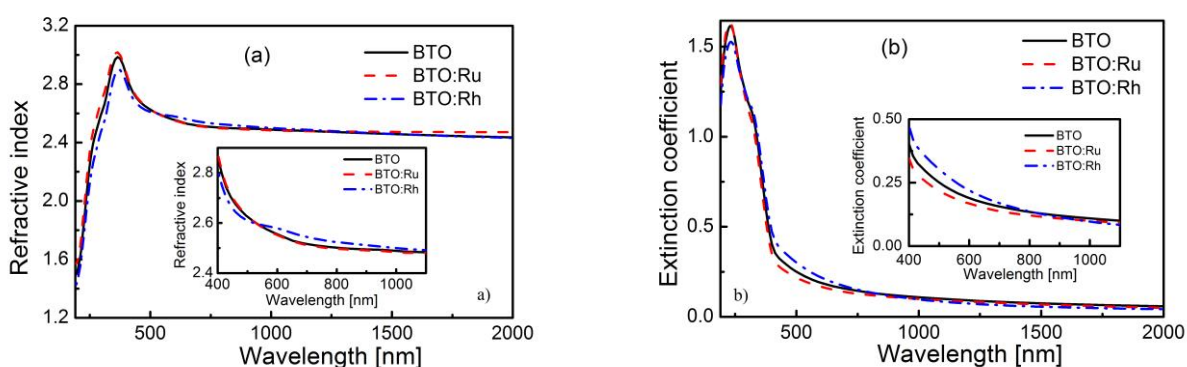 3.2
2.8
2.4
2.0
1.6
1.2
Refractive index
(a)
BTO
BTO:Ru
BTO:Rh
2.8
2.6
2.4
Refractive index
BTO
BTO:Ru
BTO:Rh
400 600 800 1000
Wavelength [nm]
a)
500 1000 1500 2000
Wavelength [nm]
1.5
1.0
0.5
0.0
Extinction coefficient
(b)
BTO
BTO:Ru
BTO:Rh
0.50
0.25
0.00
Extinction coefficient
BTO
BTO:Ru
BTO:Rh
400 500 600 700 800 900 1000
Wavelength [nm]
b)
500 1000 1500 2000
Wavelength [nm]